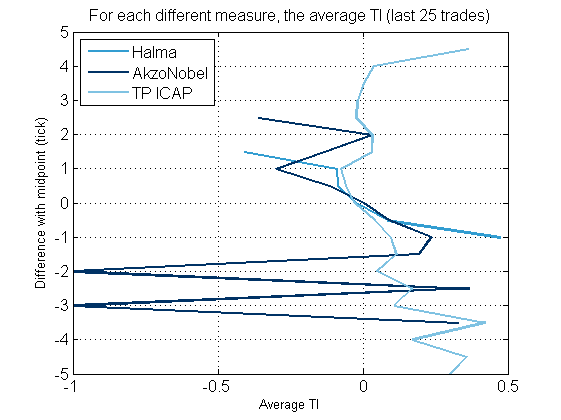 For each different measure, the average TI (last 25 trades)
Halma
AkzoNobel
TP ICAP
Difference with midpoint (tick)
5
4
3
2
1
0
-1
-2
-3
-4
-5
-1 -0.5 0 0.5
Average TI